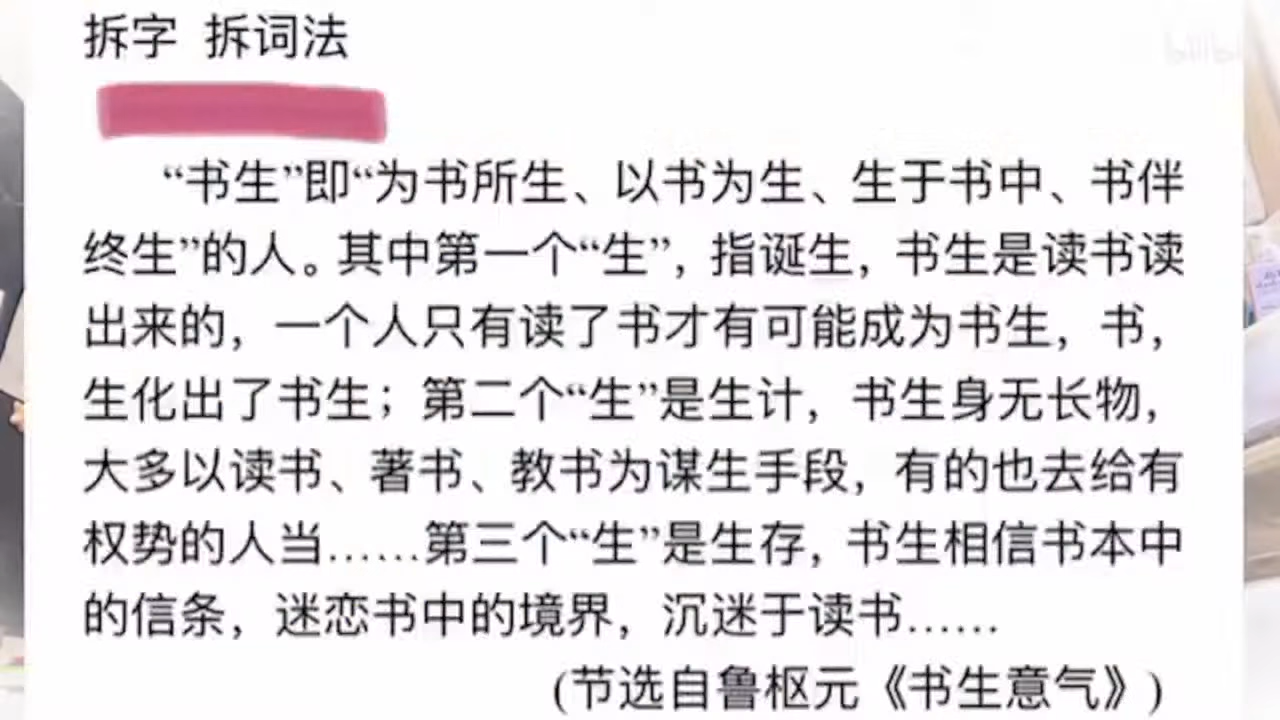 拆字 拆词法
“书生”即“为书所生、以书为生、生于书中、书伴
终生”的人。其中第一个“生”，指诞生，书生是读书读
出来的，一个人只有读了书才有可能成为书生，书，
生化出了书生；第二个“生”是生计，书生身无长物，
大多以读书、著书、教书为谋生手段，有的也去给有
权势的人当……第三个“生”是生存，书生相信书本中
的信条，迷恋书中的境界，沉迷于读书……
(节选自鲁枢元《书生意气》)